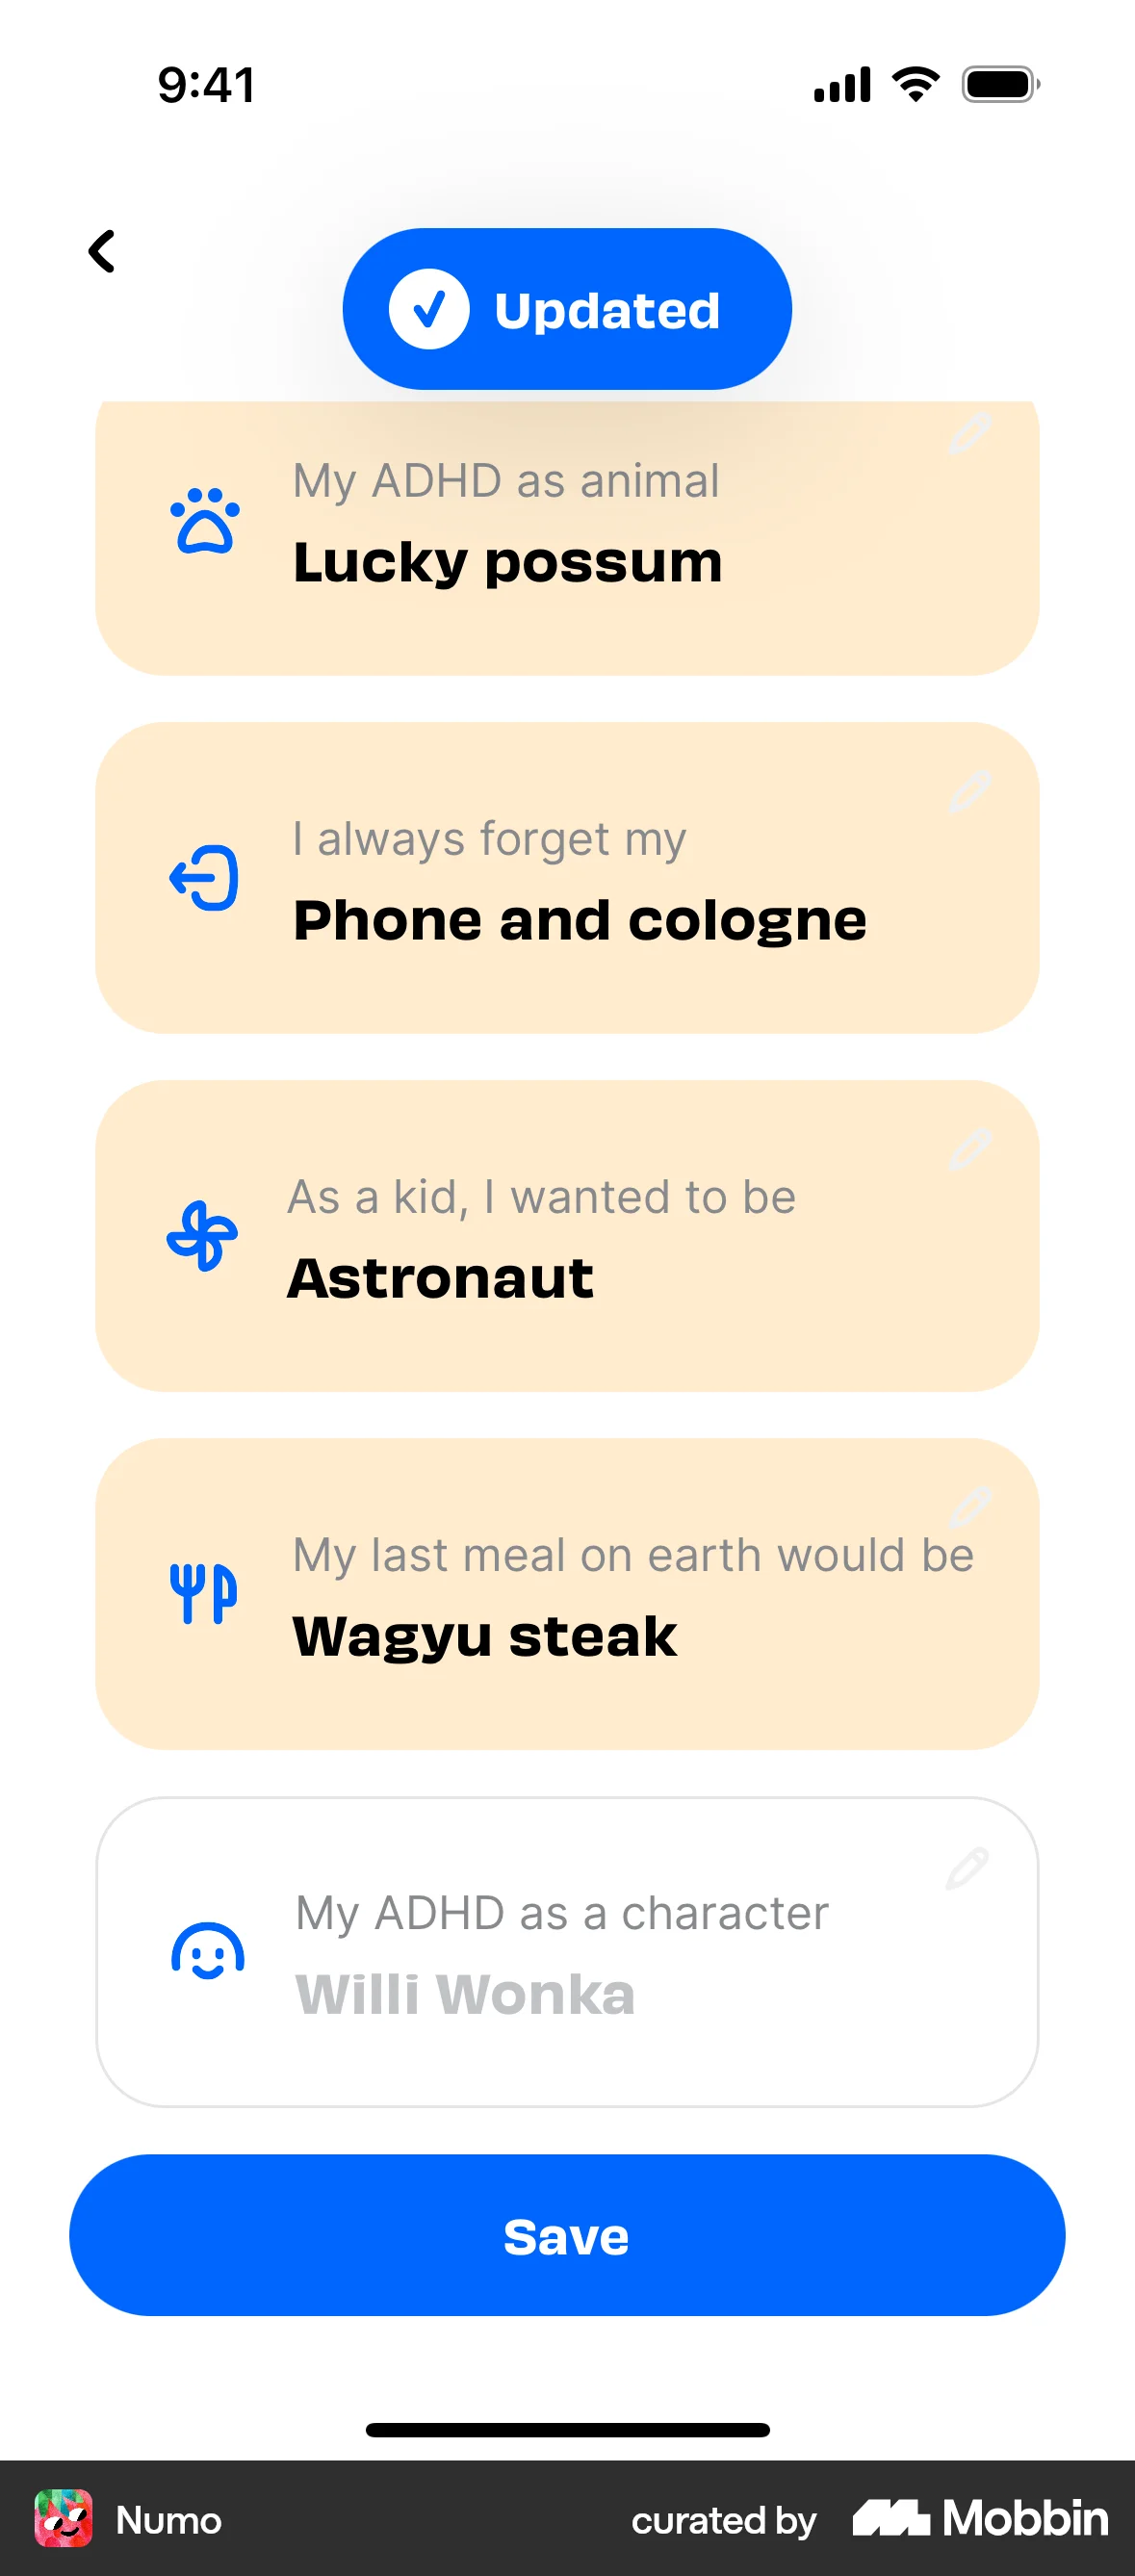 9:41
Updated
My ADHD as animal
Lucky possum
I always forget my
Phone and cologne
As a kid, I wanted to be
Astronaut
My last meal on earth would be
Wagyu steak
My ADHD as a character
Willi Wonka
Save
Numo
curated by Mobbin